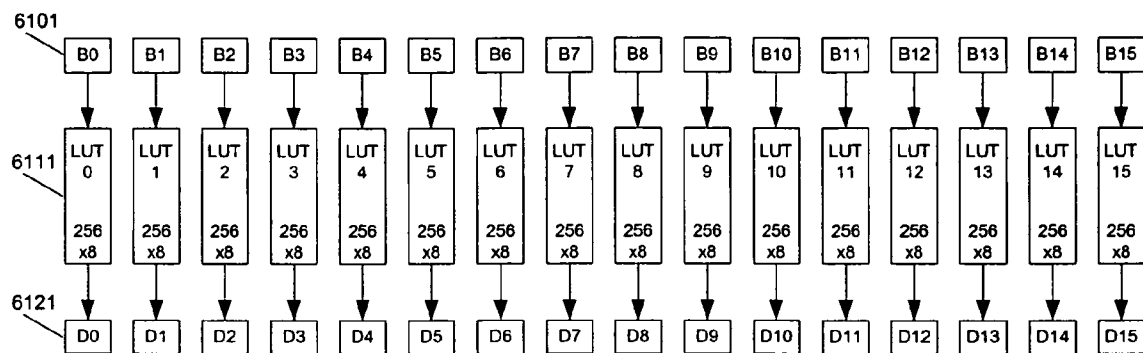 6101
B0 B1 B2 B3 B4 B5 B6 B7 B8 B9 B10 B11 B12 B13 B14 B15
6111
LUT LUT LUT LUT LUT LUT LUT LUT LUT LUT LUT LUT LUT LUT LUT LUT
0 1 2 3 4 5 6 7 8 9 10 11 12 13 14 15
256 256 256 256 256 256 256 256 256 256 256 256 256 256 256 256
x8 x8 x8 x8 x8 x8 x8 x8 x8 x8 x8 x8 x8 x8 x8 x8
6121
D0 D1 D2 D3 D4 D5 D6 D7 D8 D9 D10 D11 D12 D13 D14 D15